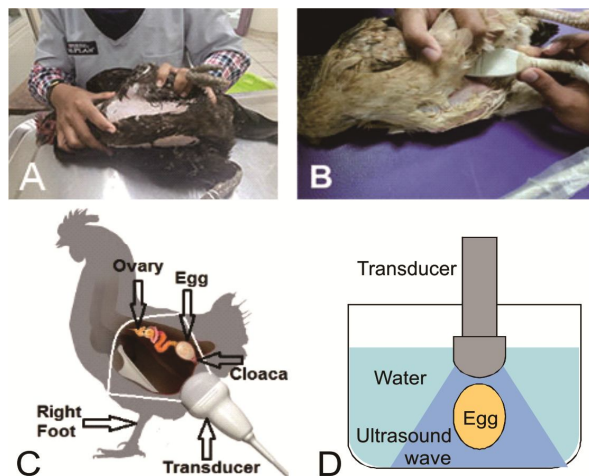 A
B
Ovary
Egg
Cloaca
Right
Foot
Transducer
C
Transducer
Water
Egg
Ultrasound
wave
D